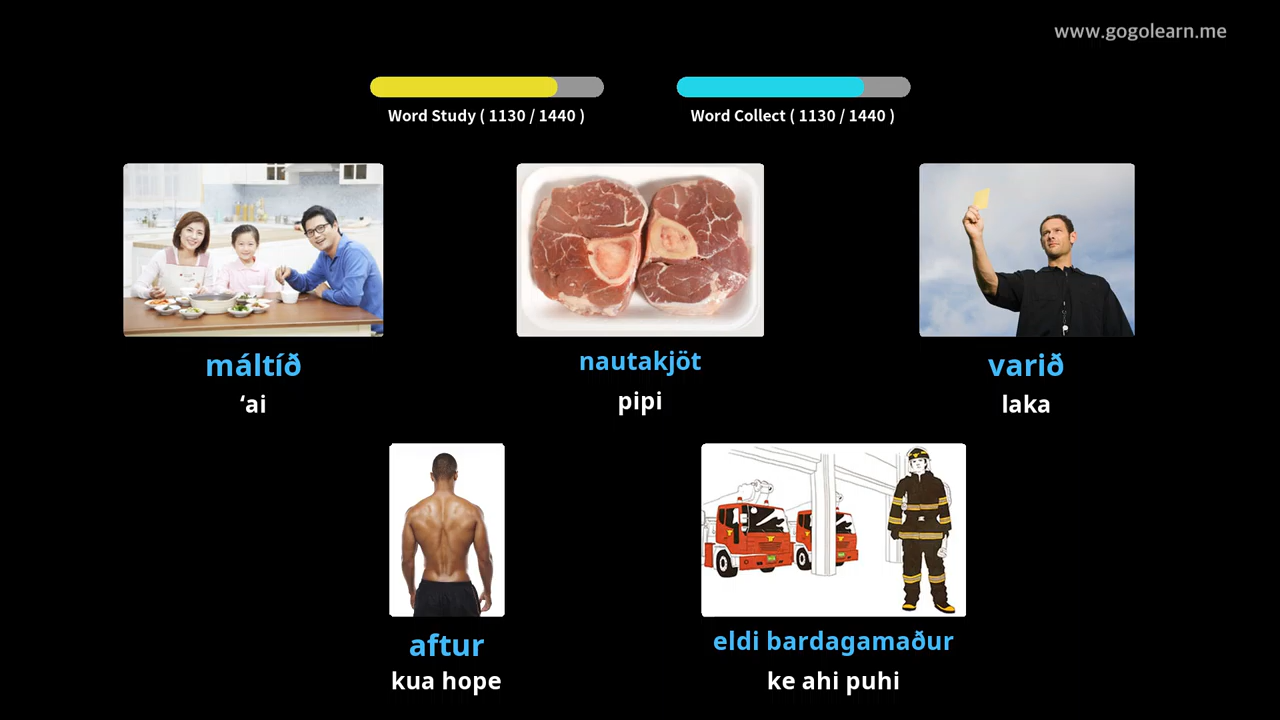 www.gogolearn.me
Word Study ( 1130 / 1440 )
Word Collect ( 1130 / 1440 )
máltíð
ʻai
nautakjöt
pipi
varið
laka
aftur
kua hope
eldi bardagamaður
ke ahi puhi